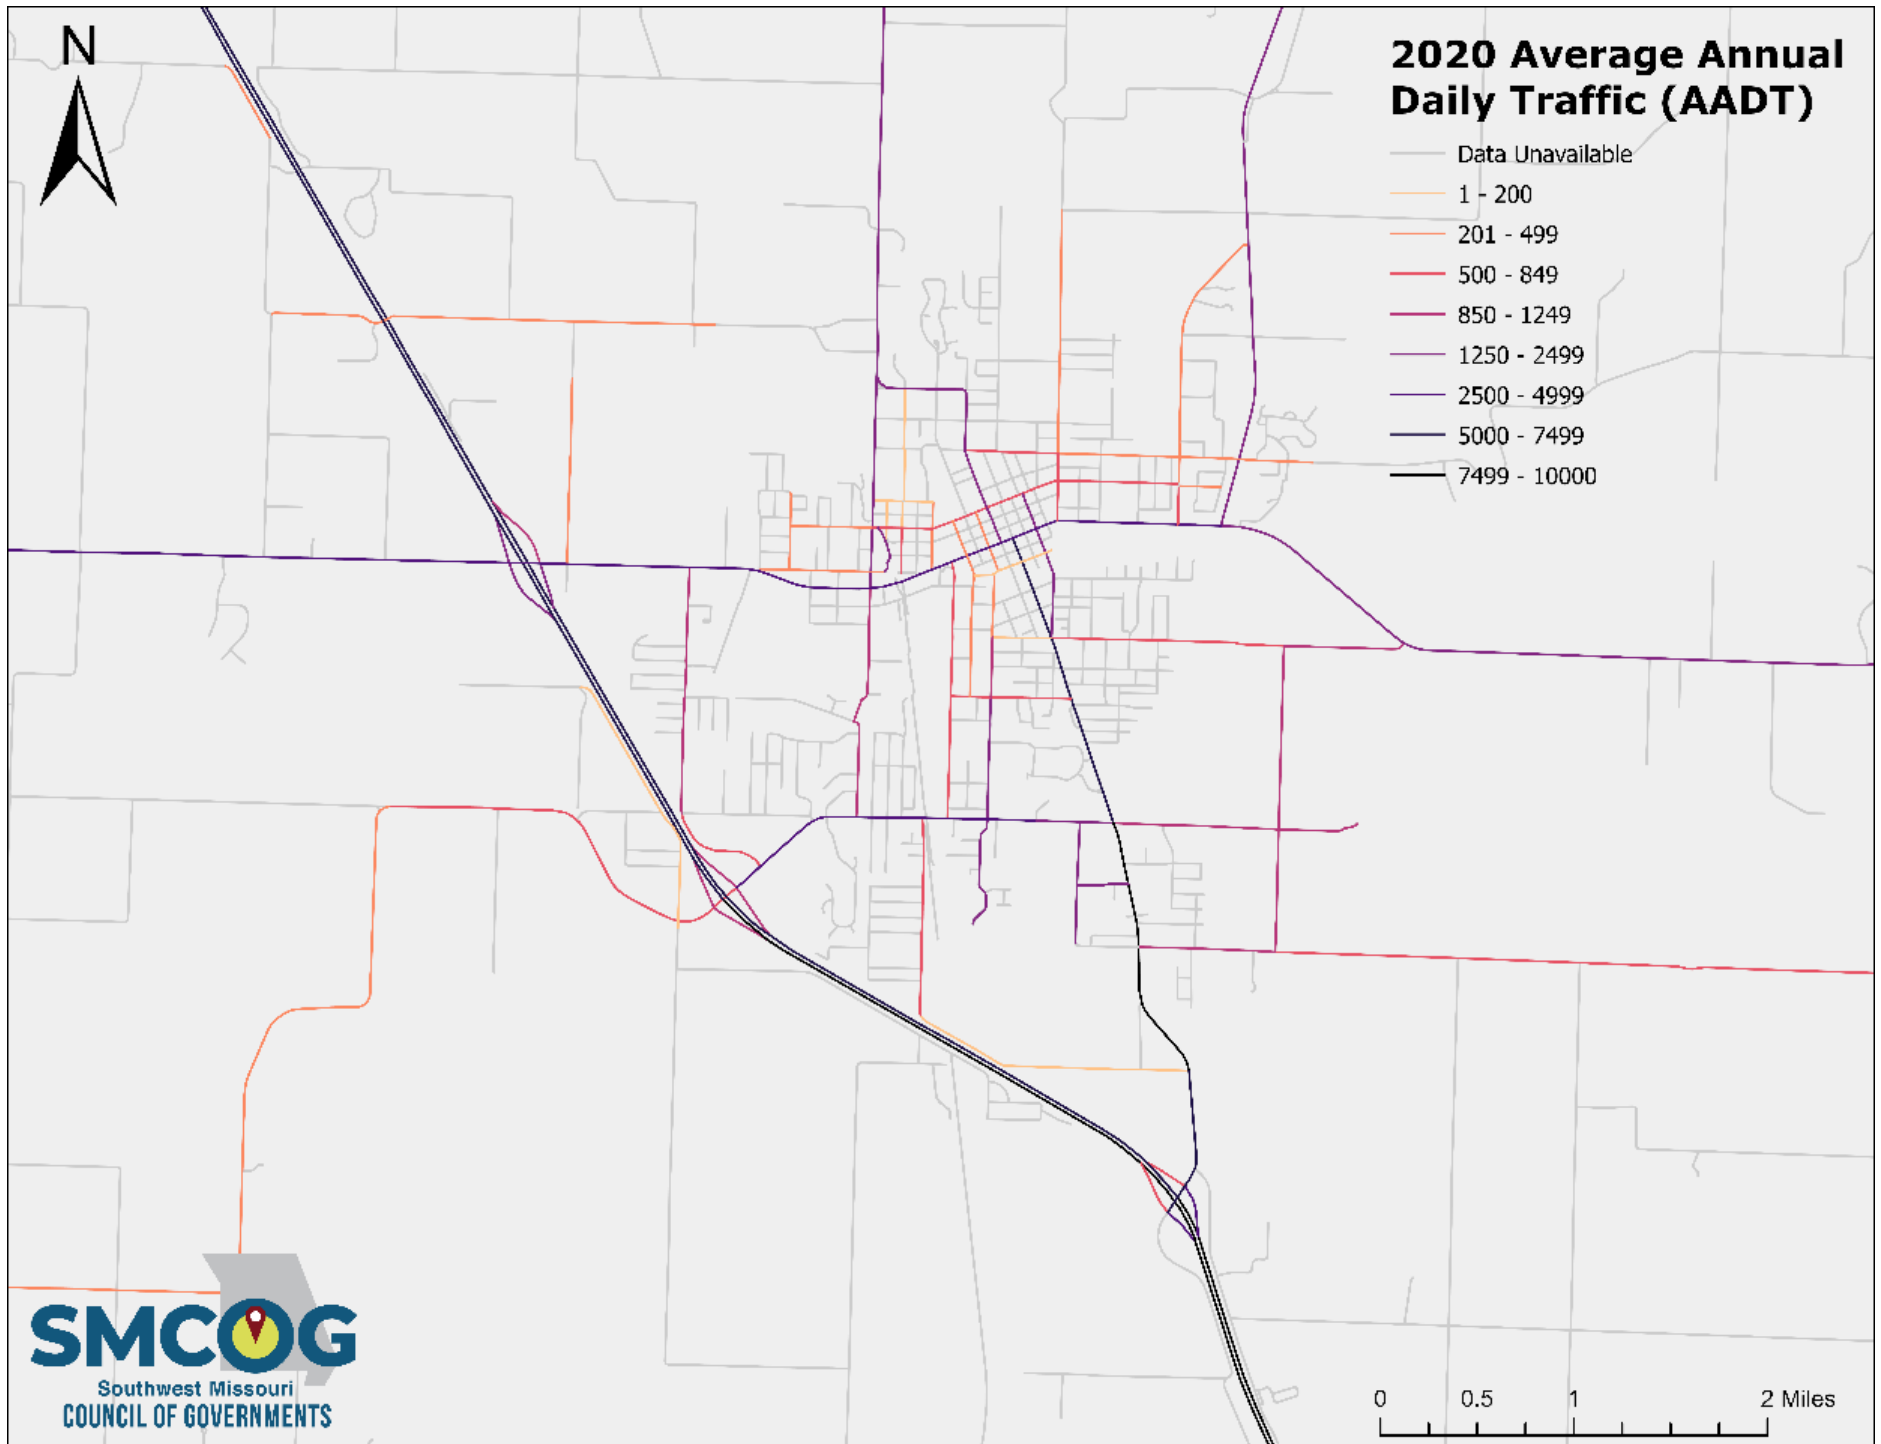 N
2020 Average Annual
Daily Traffic (AADT)
Data Unavailable
1 - 200
201 - 499
500 - 849
850 - 1249
1250 - 2499
2500 - 4999
5000 - 7499
7499 - 10000
SMCOG
Southwest Missouri
COUNCIL OF GOVERNMENTS
0 0.5 1 2 Miles